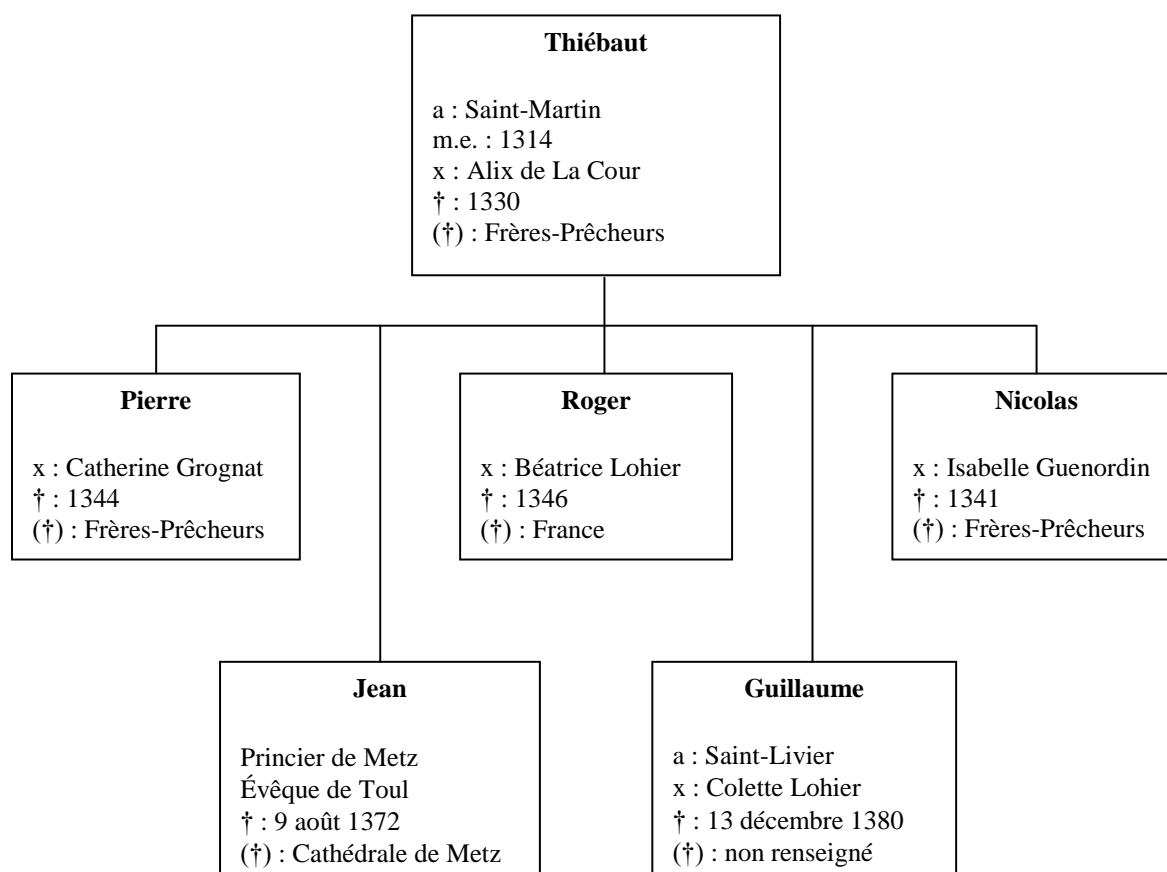 Thiébaut
a : Saint-Martin
m.e. : 1314
x : Alix de La Cour
† : 1330
(†) : Frères-Prêcheurs
Pierre
x : Catherine Grognat
† : 1344
(†) : Frères-Prêcheurs
Roger
x : Béatrice Lohier
† : 1346
(†) : France
Nicolas
x : Isabelle Guenordin
† : 1341
(†) : Frères-Prêcheurs
Jean
Princier de Metz
Évêque de Toul
† : 9 août 1372
(†) : Cathédrale de Metz
Guillaume
a : Saint-Livier
x : Colette Lohier
† : 13 décembre 1380
(†) : non renseigné